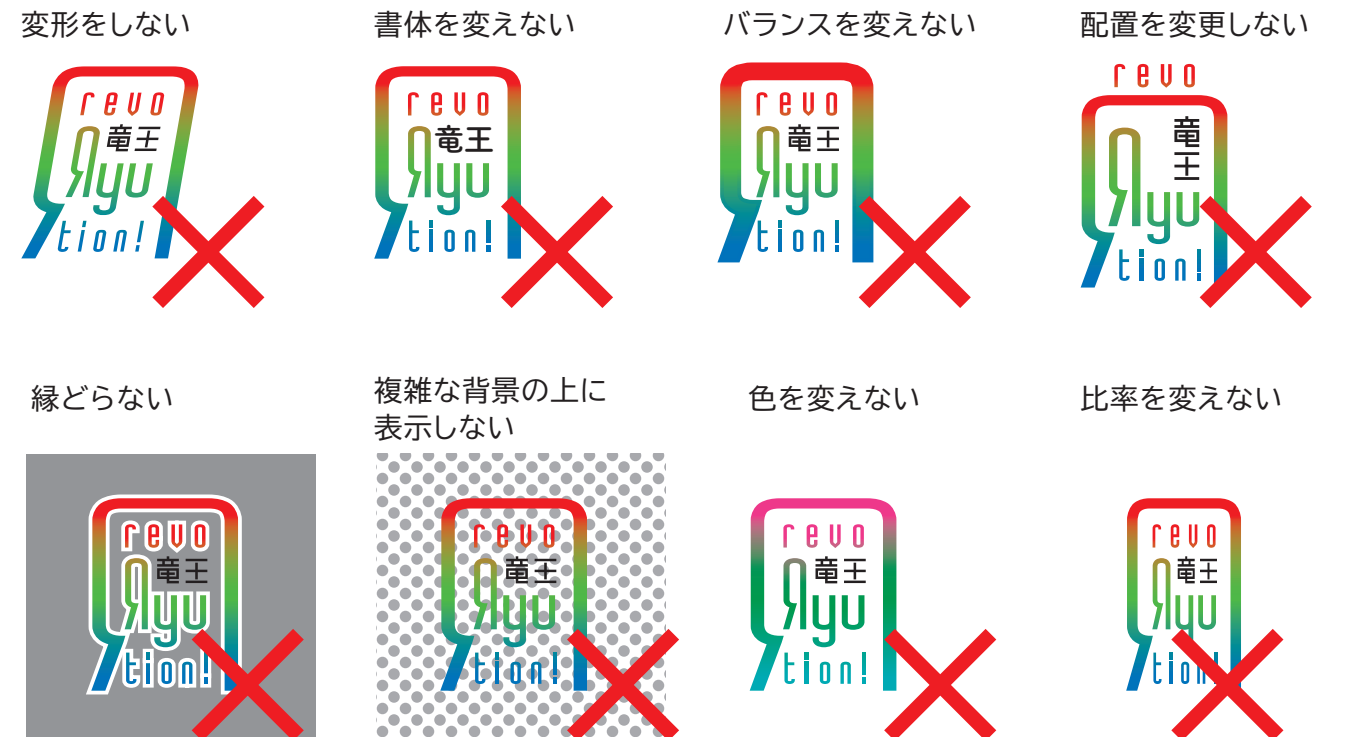 変形をしない
書体を変えない
バランスを変えない
配置を変更しない
revo
竜王
Ryu
tion!
revo
竜王
Ryu
tion!
revo
竜王
Ryu
tion!
revo
竜王
Ryu
tion!
縁どらない
複雑な背景の上に
表示しない
色を変えない
比率を変えない
revo
竜王
Ryu
tion!
revo
竜王
Ryu
tion!
revo
竜王
Ryu
tion!
revo
竜王
Ryu
tion!